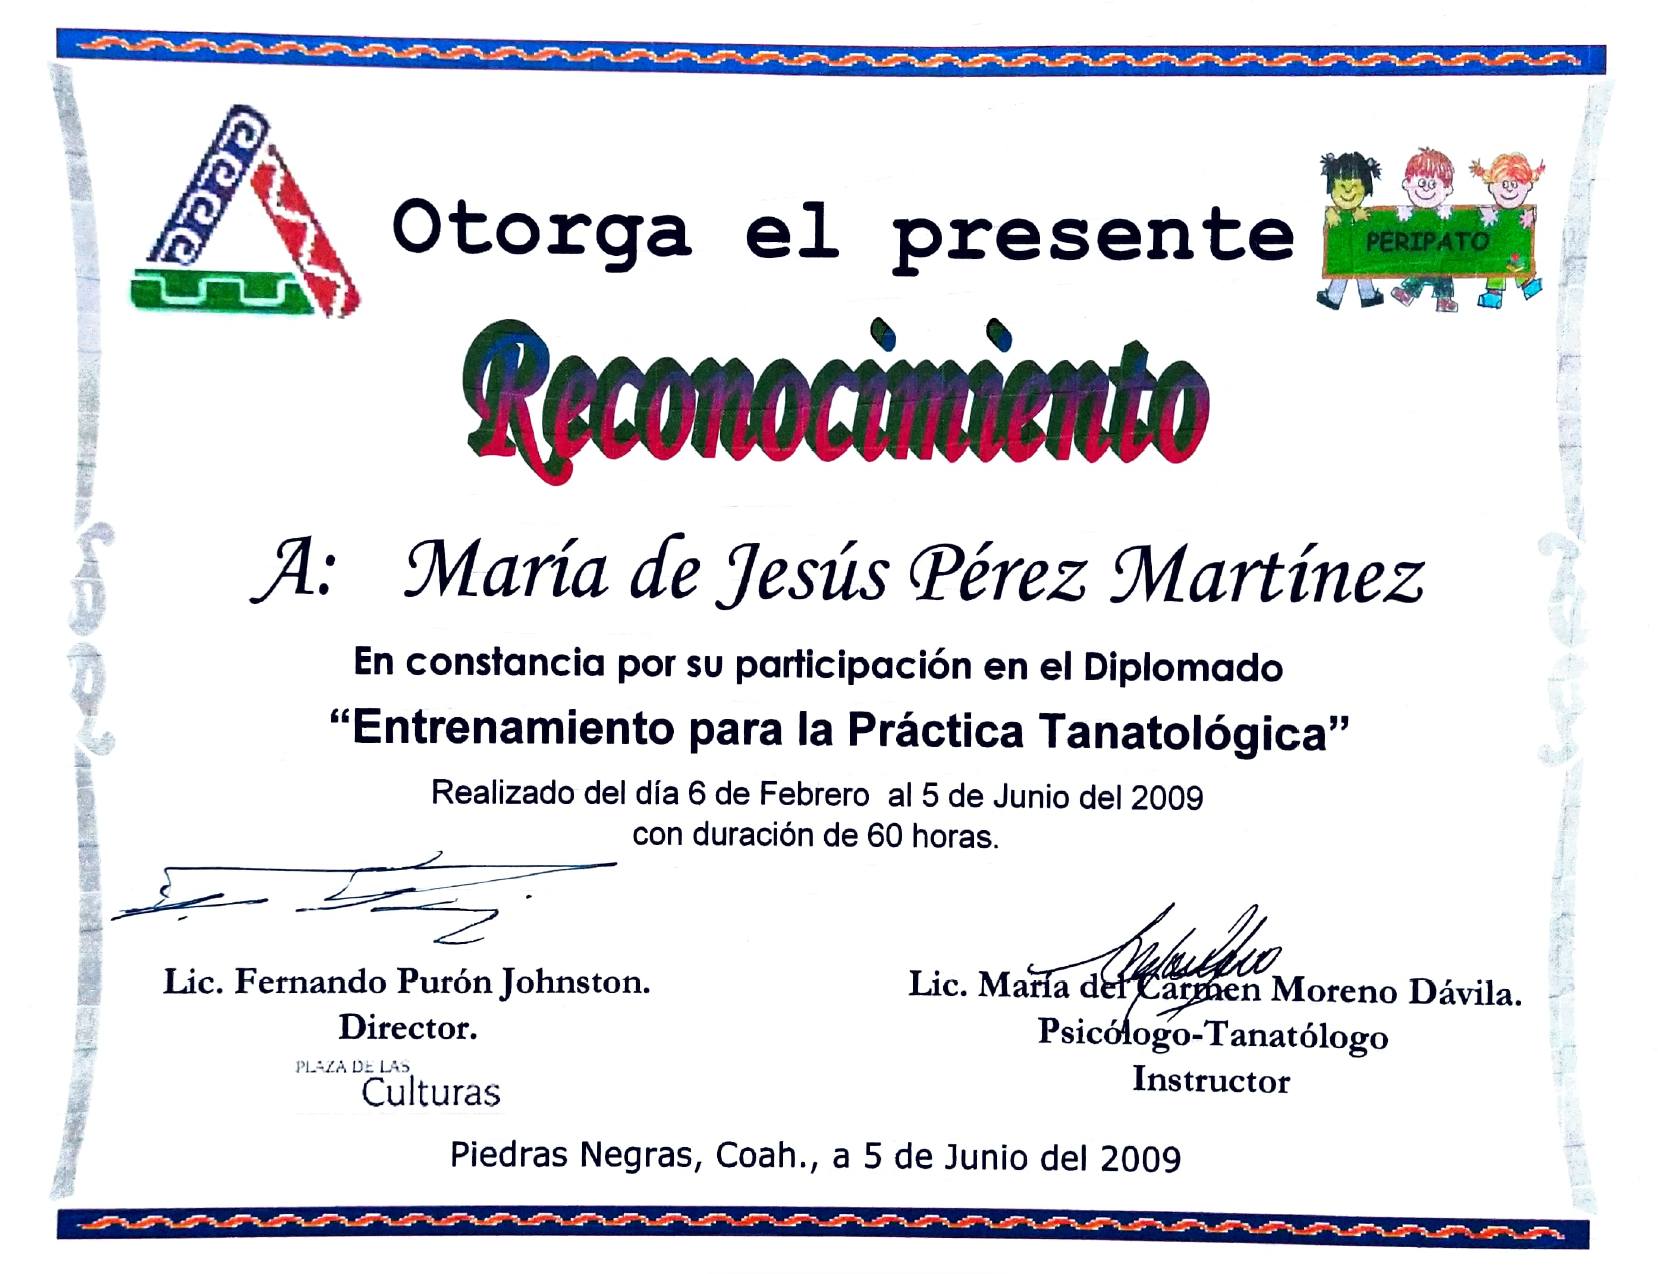 Otorga el presente
PERIPATO
Reconocimiento
A: María de Jesús Pérez Martínez
En constancia por su participación en el Diplomado
“Entrenamiento para la Práctica Tanatológica”
Realizado del día 6 de Febrero al 5 de Junio del 2009
con duración de 60 horas.
Lic. Fernando Purón Johnston.
Director.
PLAZA DE LAS
Culturas
Lic. María del Carmen Moreno Dávila.
Psicólogo-Tanatólogo
Instructor
Piedras Negras, Coah., a 5 de Junio del 2009